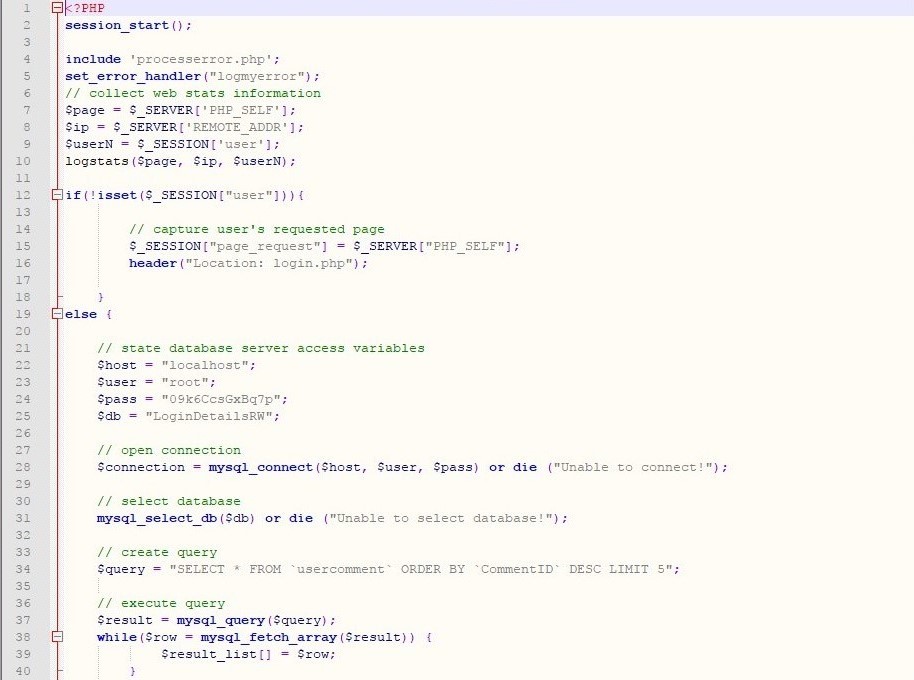 1 <?PHP
2 session_start();
3
4 include 'processerror.php';
5 set_error_handler("logmyerror");
6 // collect web stats information
7 $page = $_SERVER['PHP_SELF'];
8 $ip = $_SERVER['REMOTE_ADDR'];
9 $userN = $_SESSION['user'];
10 logstats($page, $ip, $userN);
11
12 if(!isset($_SESSION["user"])){
13
14 // capture user's requested page
15 $_SESSION["page_request"] = $_SERVER["PHP_SELF"];
16 header("Location: login.php");
17
18 }
19 else {
20
21 // state database server access variables
22 $host = "localhost";
23 $user = "root";
24 $pass = "09k6CcsGxBq7p";
25 $db = "LoginDetailsRW";
26
27 // open connection
28 $connection = mysql_connect($host, $user, $pass) or die ("Unable to connect!");
29
30 // select database
31 mysql_select_db($db) or die ("Unable to select database!");
32
33 // create query
34 $query = "SELECT * FROM `usercomment` ORDER BY `CommentID` DESC LIMIT 5";
35
36 // execute query
37 $result = mysql_query($query);
38 while($row = mysql_fetch_array($result)) {
39 $result_list[] = $row;
40 }